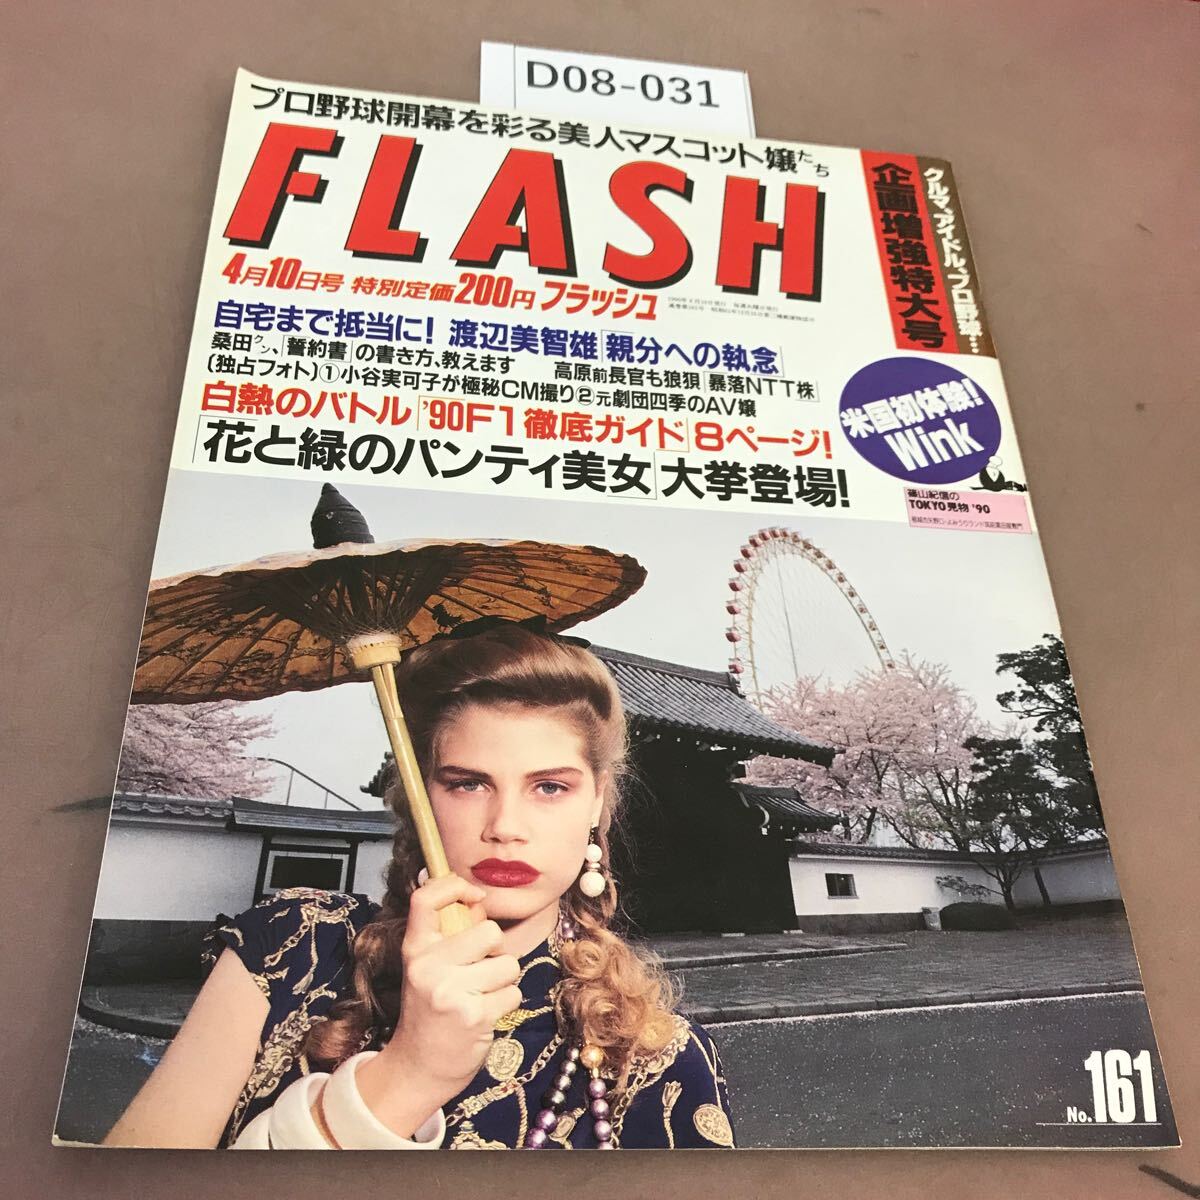 D08-031
プロ野球開幕を彩る美人マスコット嬢たち
FLASH
4月10日号 特別定価200円 フラッシュ
クルマ、アイドル、プロ野球…
企画増強特大号
自宅まで抵当に! 渡辺美智雄「親分への執念」
桑田クン、「誓約書」の書き方、教えます 高原前長官も狼狽「暴落NTT株」
〔独占フォト〕①小谷実可子が極秘CM撮り②元劇団四季のAV嬢
白熱のバトル「'90F1徹底ガイド」8ページ!
「花と緑のパンティ美女」大挙登場!
米国初体験!
Wink
篠山紀信の
TOKYO見物 '90
No.161